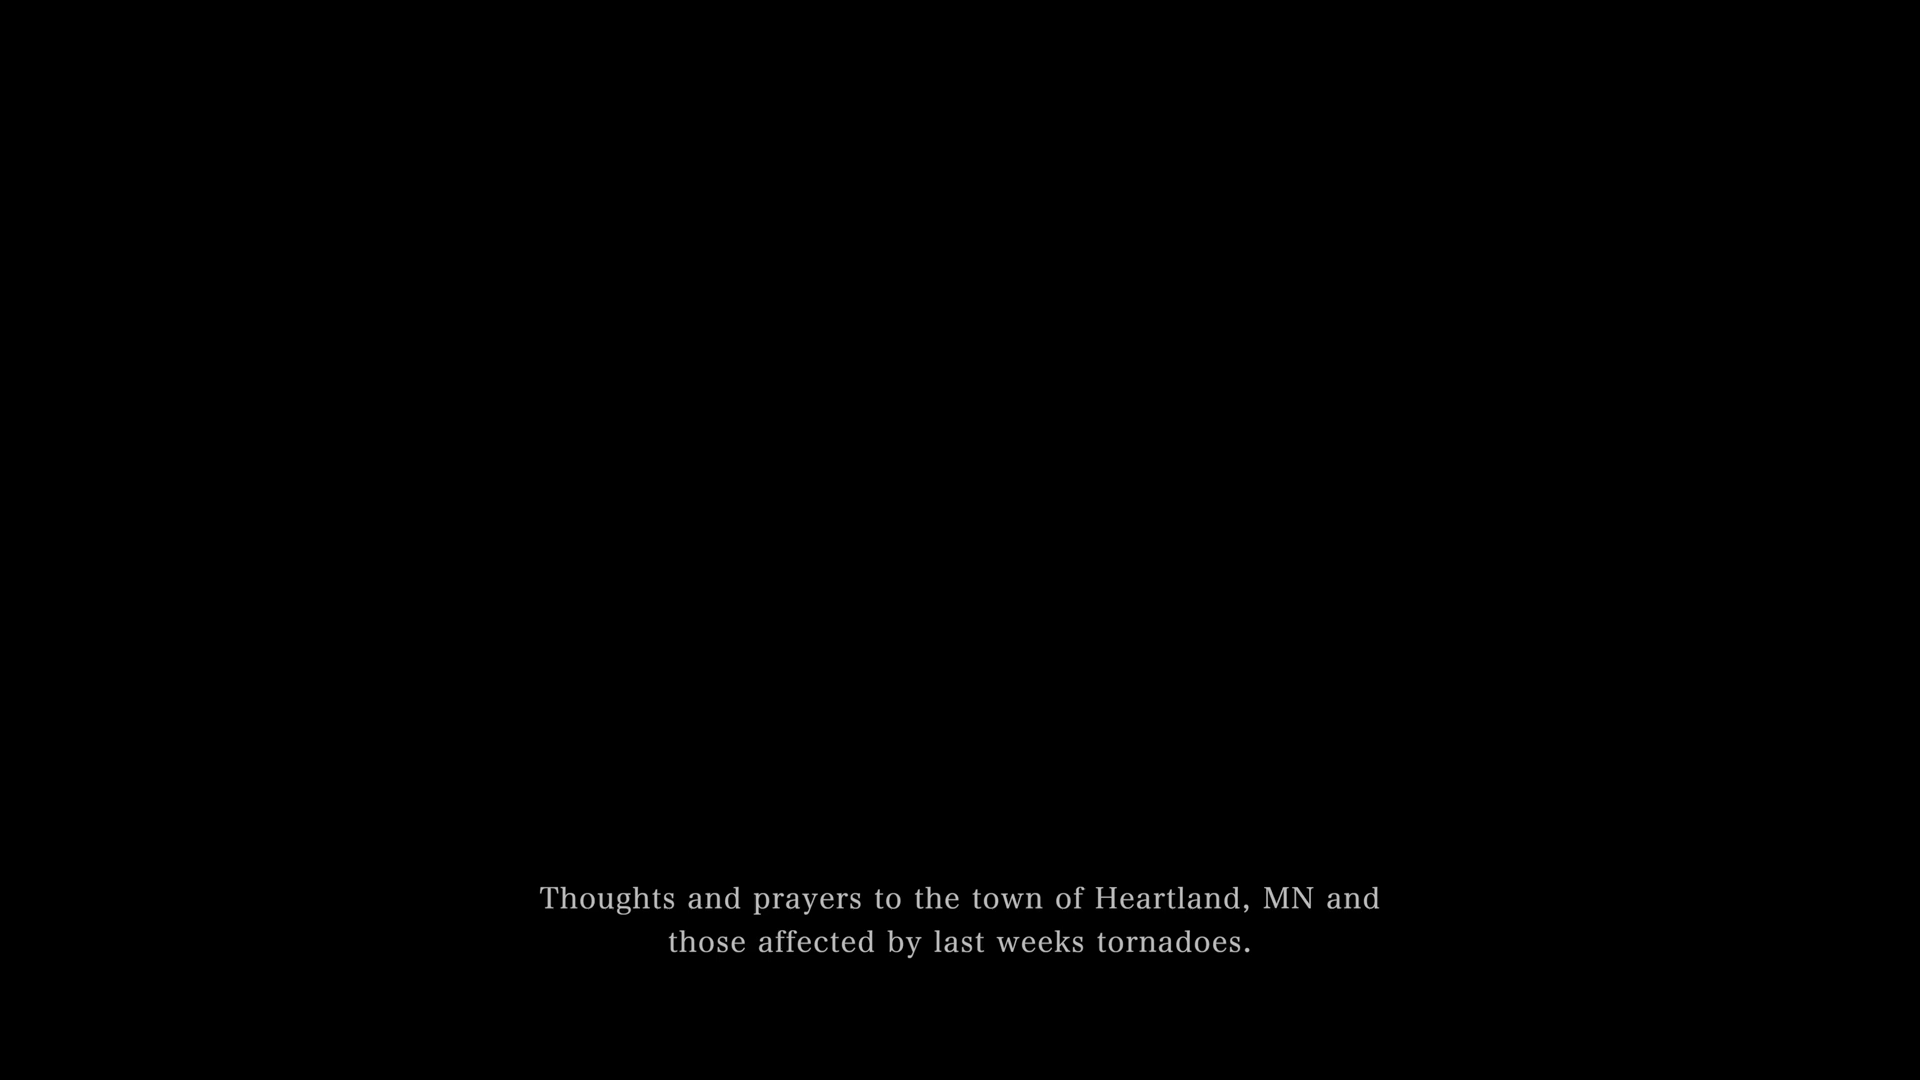 Thoughts and prayers to the town of Heartland, MN and
those affected by last weeks tornadoes.